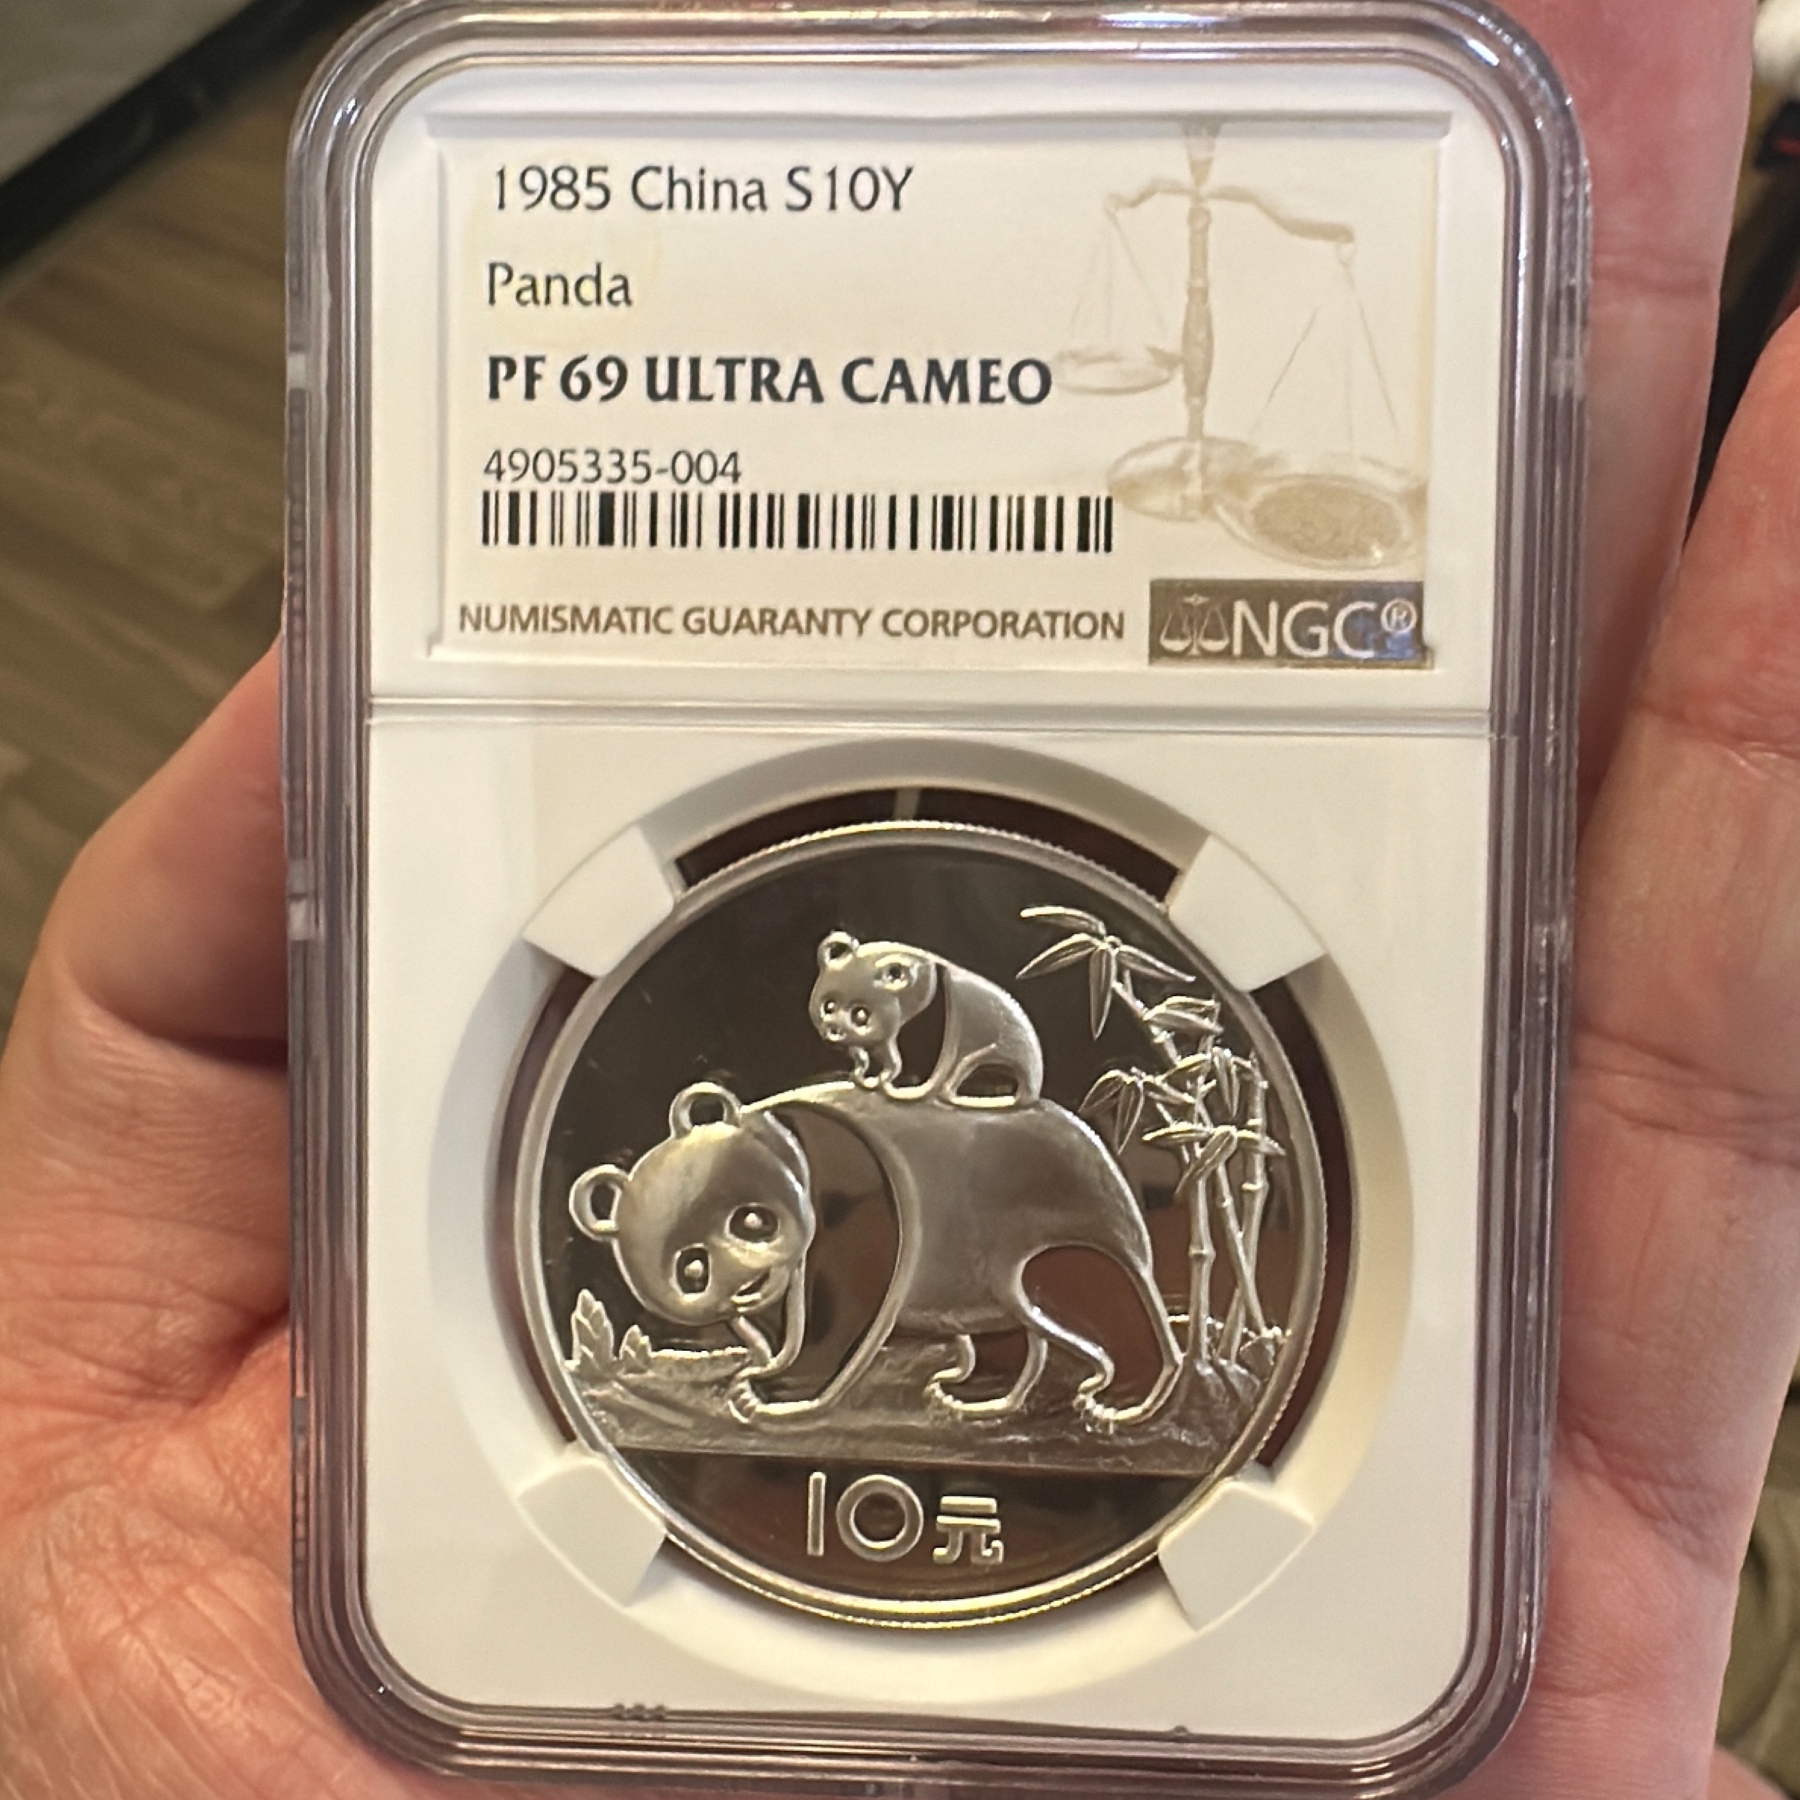 1985 China S10Y
Panda
PF 69 ULTRA CAMEO
4905335-004
NUMISMATIC GUARANTY CORPORATION
NGC®
10元